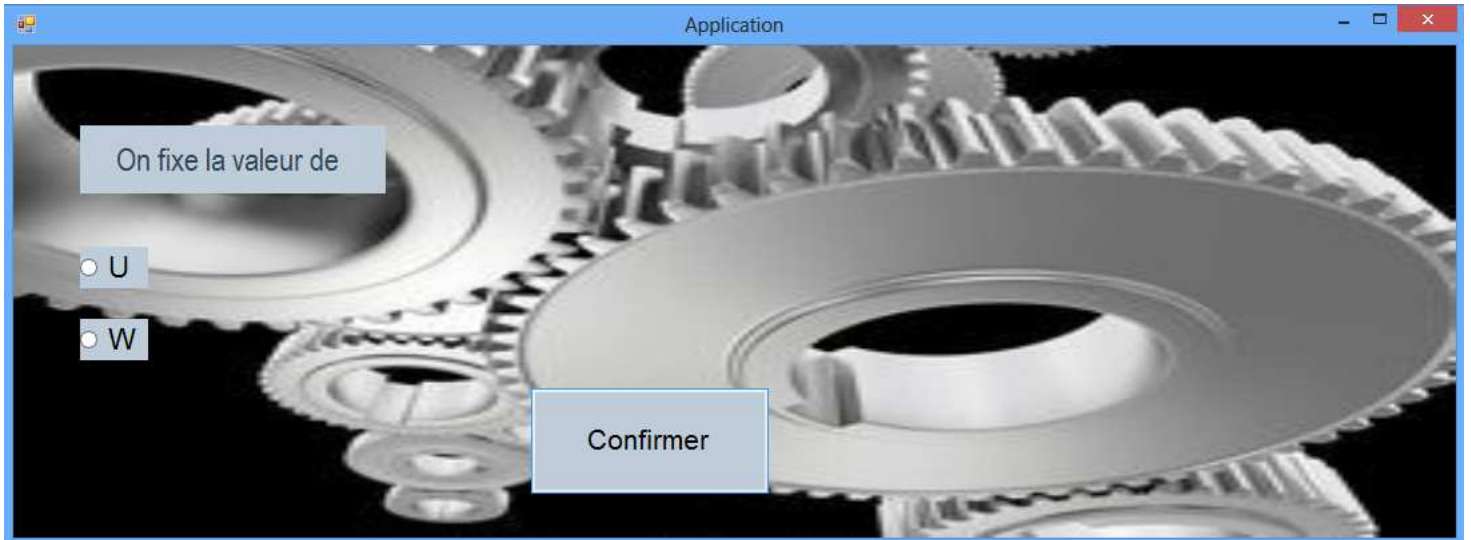 Application
On fixe la valeur de
U
W
Confirmer